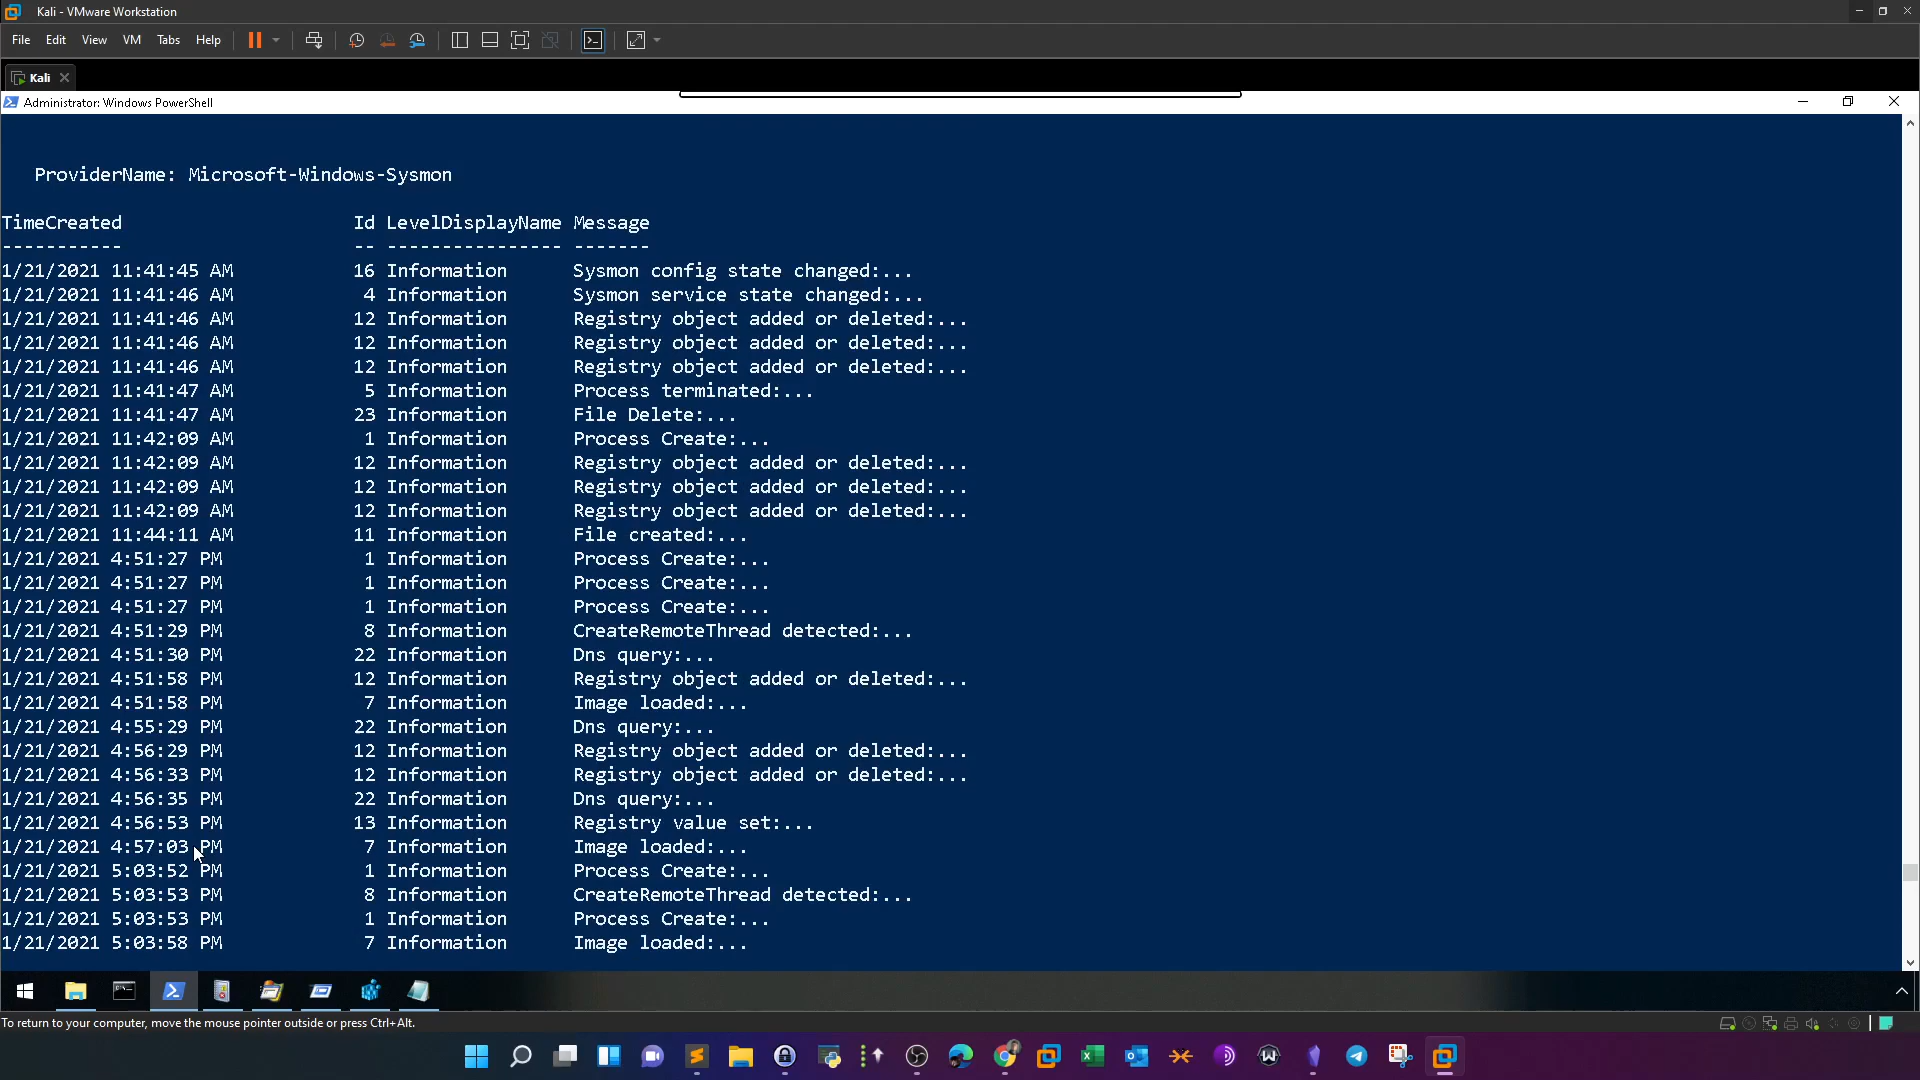 Kali - VMware Workstation
File Edit View VM Tabs Help
Kali
Administrator: Windows PowerShell
ProviderName: Microsoft-Windows-Sysmon
TimeCreated Id LevelDisplayName Message
----------- -- ---------------- -------
1/21/2021 11:41:45 AM 16 Information Sysmon config state changed:...
1/21/2021 11:41:46 AM 4 Information Sysmon service state changed:...
1/21/2021 11:41:46 AM 12 Information Registry object added or deleted:...
1/21/2021 11:41:46 AM 12 Information Registry object added or deleted:...
1/21/2021 11:41:46 AM 12 Information Registry object added or deleted:...
1/21/2021 11:41:47 AM 5 Information Process terminated:...
1/21/2021 11:41:47 AM 23 Information File Delete:...
1/21/2021 11:42:09 AM 1 Information Process Create:...
1/21/2021 11:42:09 AM 12 Information Registry object added or deleted:...
1/21/2021 11:42:09 AM 12 Information Registry object added or deleted:...
1/21/2021 11:42:09 AM 12 Information Registry object added or deleted:...
1/21/2021 11:44:11 AM 11 Information File created:...
1/21/2021 4:51:27 PM 1 Information Process Create:...
1/21/2021 4:51:27 PM 1 Information Process Create:...
1/21/2021 4:51:27 PM 1 Information Process Create:...
1/21/2021 4:51:29 PM 8 Information CreateRemoteThread detected:...
1/21/2021 4:51:30 PM 22 Information Dns query:...
1/21/2021 4:51:58 PM 12 Information Registry object added or deleted:...
1/21/2021 4:51:58 PM 7 Information Image loaded:...
1/21/2021 4:55:29 PM 22 Information Dns query:...
1/21/2021 4:56:29 PM 12 Information Registry object added or deleted:...
1/21/2021 4:56:33 PM 12 Information Registry object added or deleted:...
1/21/2021 4:56:35 PM 22 Information Dns query:...
1/21/2021 4:56:53 PM 13 Information Registry value set:...
1/21/2021 4:57:03 PM 7 Information Image loaded:...
1/21/2021 5:03:52 PM 1 Information Process Create:...
1/21/2021 5:03:53 PM 8 Information CreateRemoteThread detected:...
1/21/2021 5:03:53 PM 1 Information Process Create:...
1/21/2021 5:03:58 PM 7 Information Image loaded:...
To return to your computer, move the mouse pointer outside or press Ctrl+Alt.